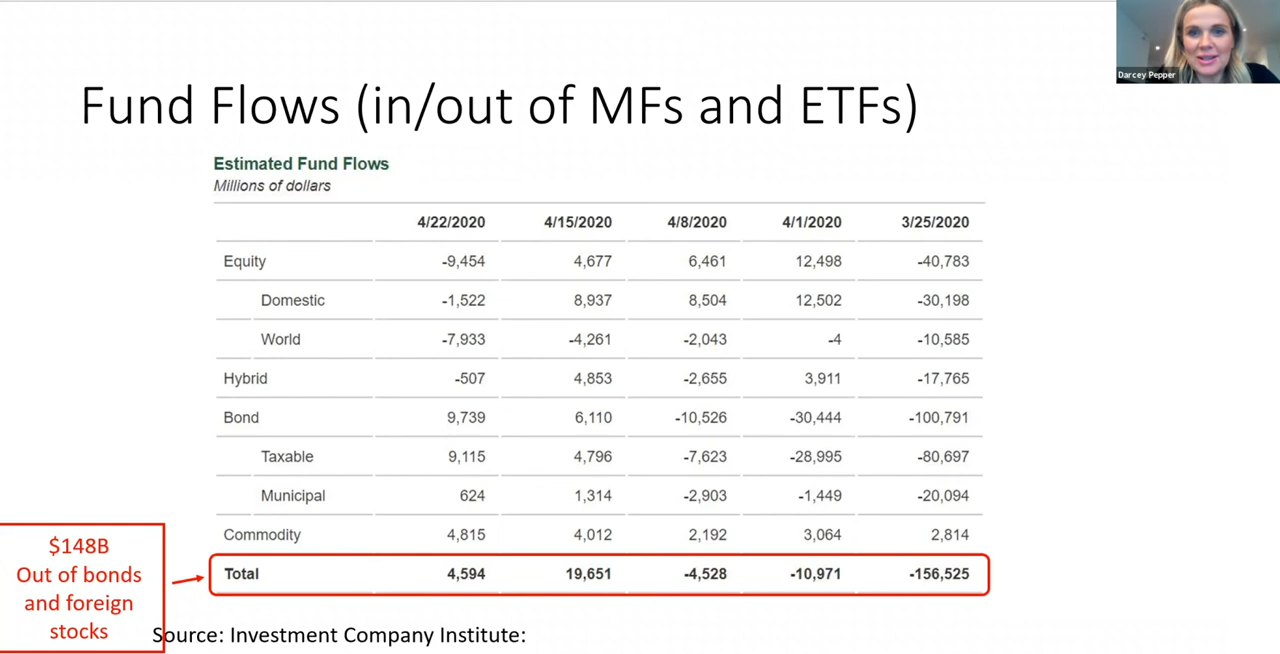 Darcey Pepper
Fund Flows (in/out of MFs and ETFs)
Estimated Fund Flows
Millions of dollars
4/22/2020 4/15/2020 4/8/2020 4/1/2020 3/25/2020
Equity -9,454 4,677 6,461 12,498 -40,783
Domestic -1,522 8,937 8,504 12,502 -30,198
World -7,933 -4,261 -2,043 -4 -10,585
Hybrid -507 4,853 -2,655 3,911 -17,765
Bond 9,739 6,110 -10,526 -30,444 -100,791
Taxable 9,115 4,796 -7,623 -28,995 -80,697
Municipal 624 1,314 -2,903 -1,449 -20,094
Commodity 4,815 4,012 2,192 3,064 2,814
Total 4,594 19,651 -4,528 -10,971 -156,525
$148B
Out of bonds
and foreign
stocks
Source: Investment Company Institute: